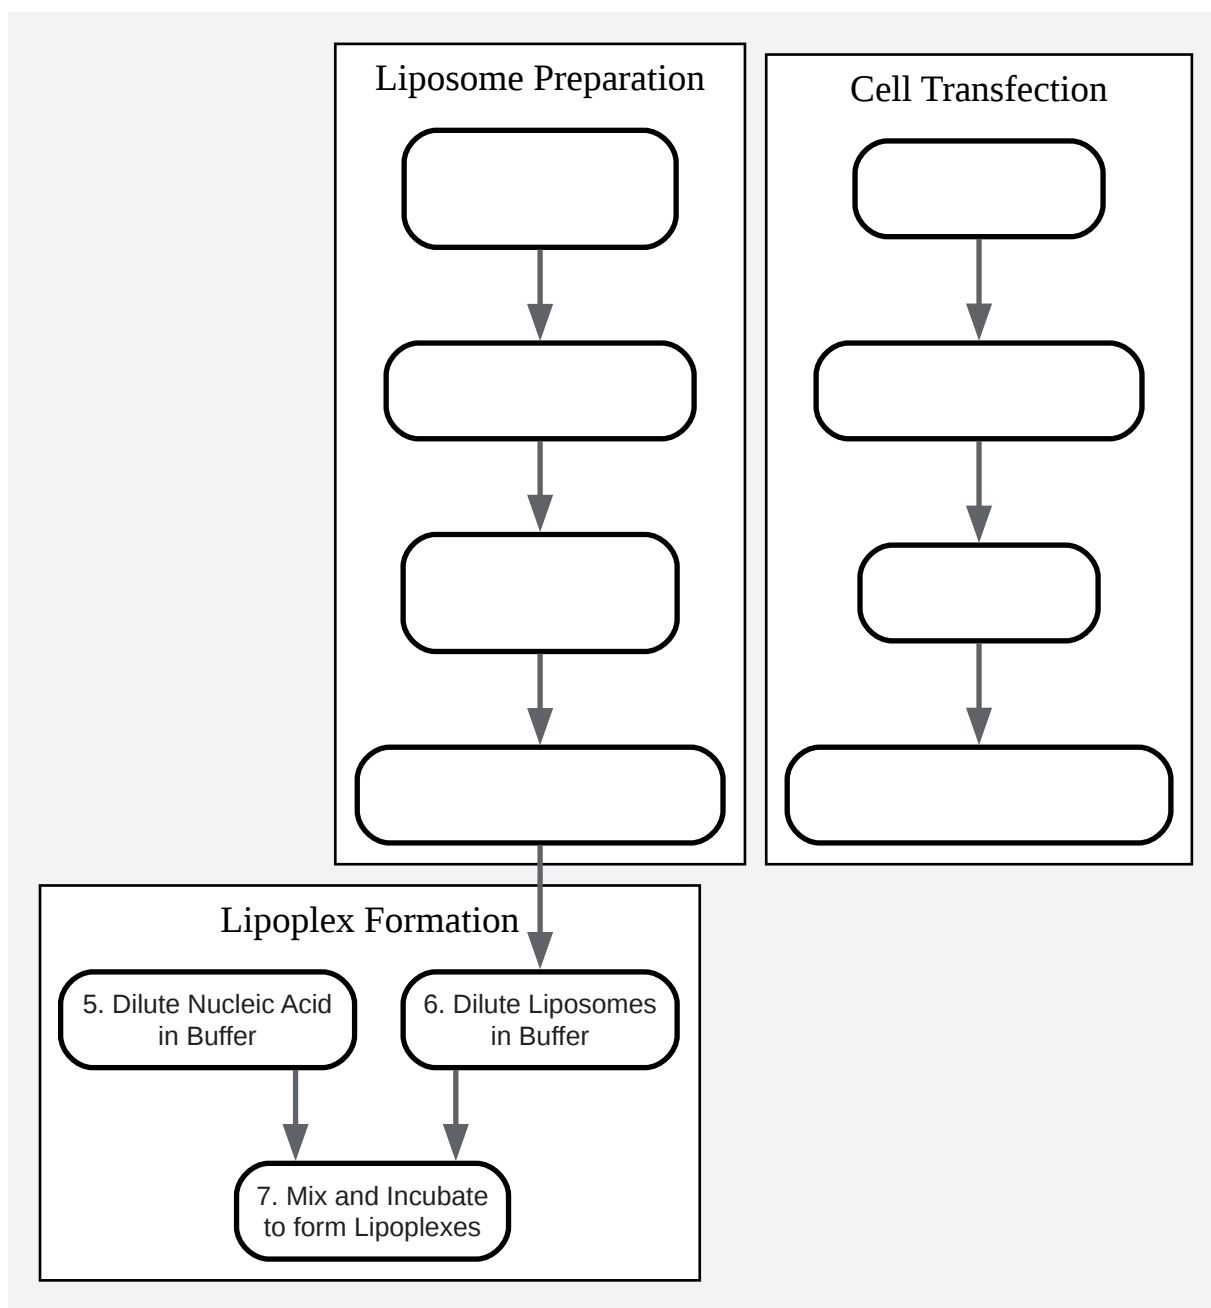 Liposome Preparation
Cell Transfection
Lipoplex Formation
5. Dilute Nucleic Acid
in Buffer
6. Dilute Liposomes
in Buffer
7. Mix and Incubate
to form Lipoplexes